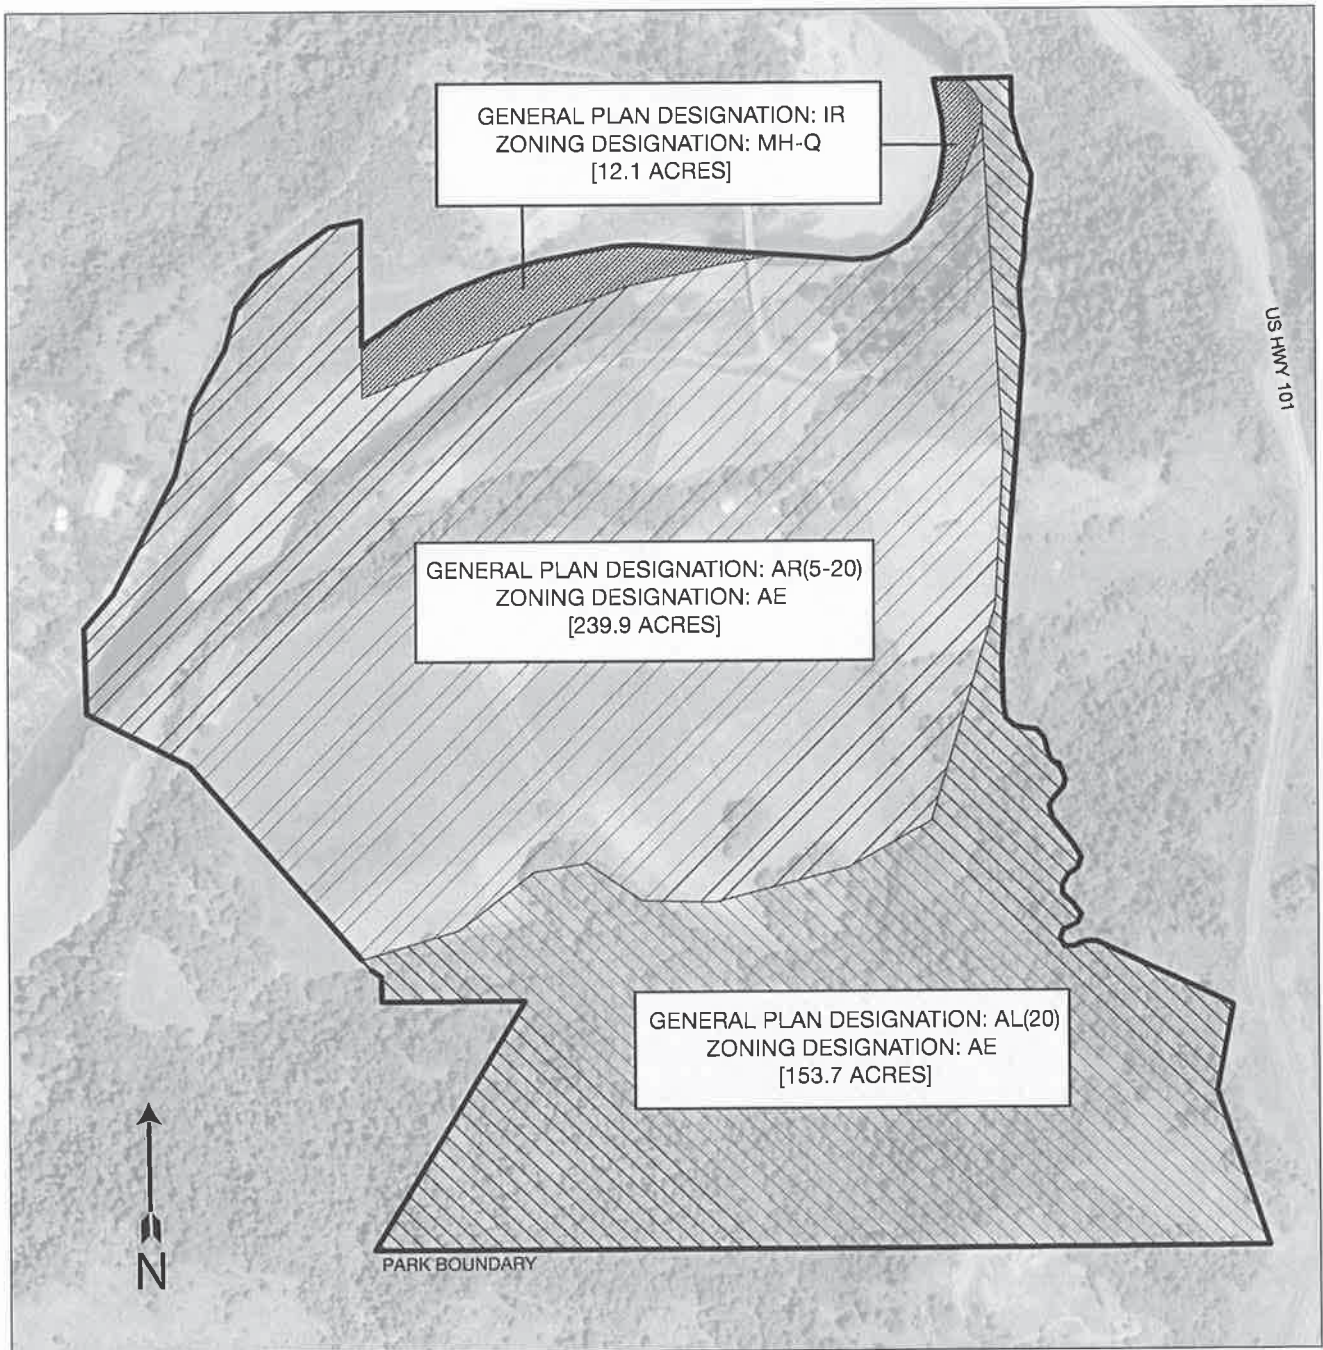 GENERAL PLAN DESIGNATION: IR
ZONING DESIGNATION: MH-Q
[12.1 ACRES]
US HWY 101
GENERAL PLAN DESIGNATION: AR(5-20)
ZONING DESIGNATION: AE
[239.9 ACRES]
GENERAL PLAN DESIGNATION: AL(20)
ZONING DESIGNATION: AE
[153.7 ACRES]
N
PARK BOUNDARY